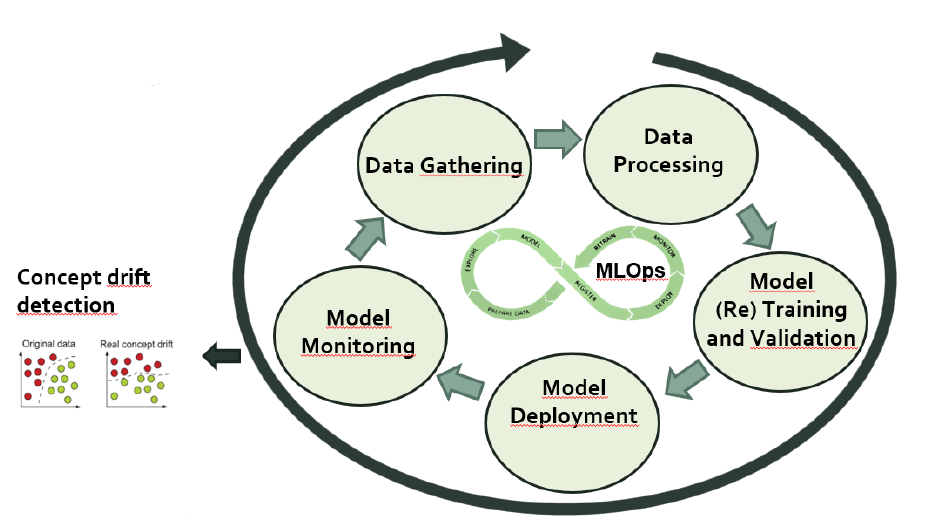 Data Gathering
Data
Processing
EXPLORE
MODEL
RETRAIN
MONITOR
MLOps
REGISTER
DEPLOY
PREPARE DATA
Model
(Re) Training
and Validation
Concept drift
detection
Model
Monitoring
Original data
Real concept drift
Model
Deployment